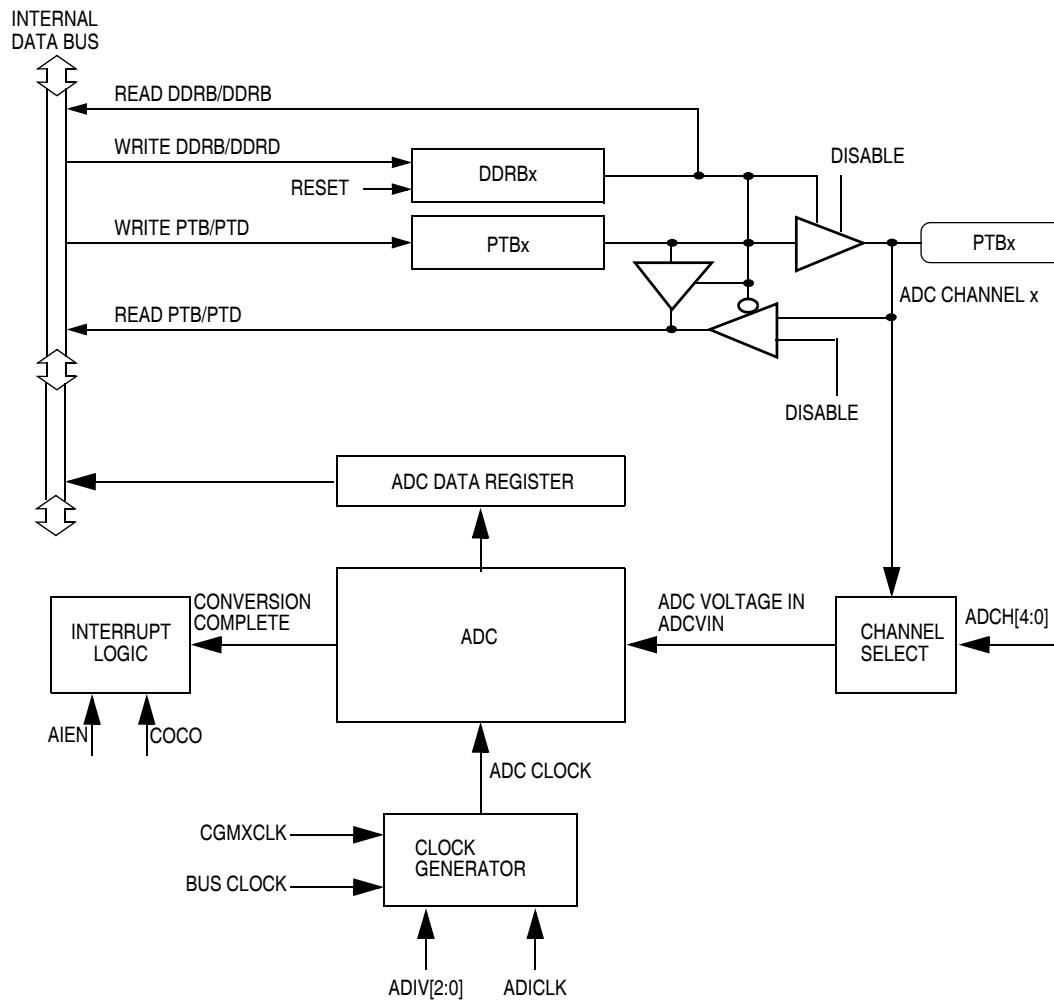 INTERNAL
DATA BUS
READ DDRB/DDRB
WRITE DDRB/DDRD
RESET
DDRBx
DISABLE
WRITE PTB/PTD
PTBx
PTBx
ADC CHANNEL x
READ PTB/PTD
DISABLE
ADC DATA REGISTER
INTERRUPT
LOGIC
CONVERSION
COMPLETE
ADC
ADC VOLTAGE IN
ADCVIN
CHANNEL
SELECT
ADCH[4:0]
AIEN
COCO
ADC CLOCK
CGMXCLK
BUS CLOCK
CLOCK
GENERATOR
ADIV[2:0]
ADICLK